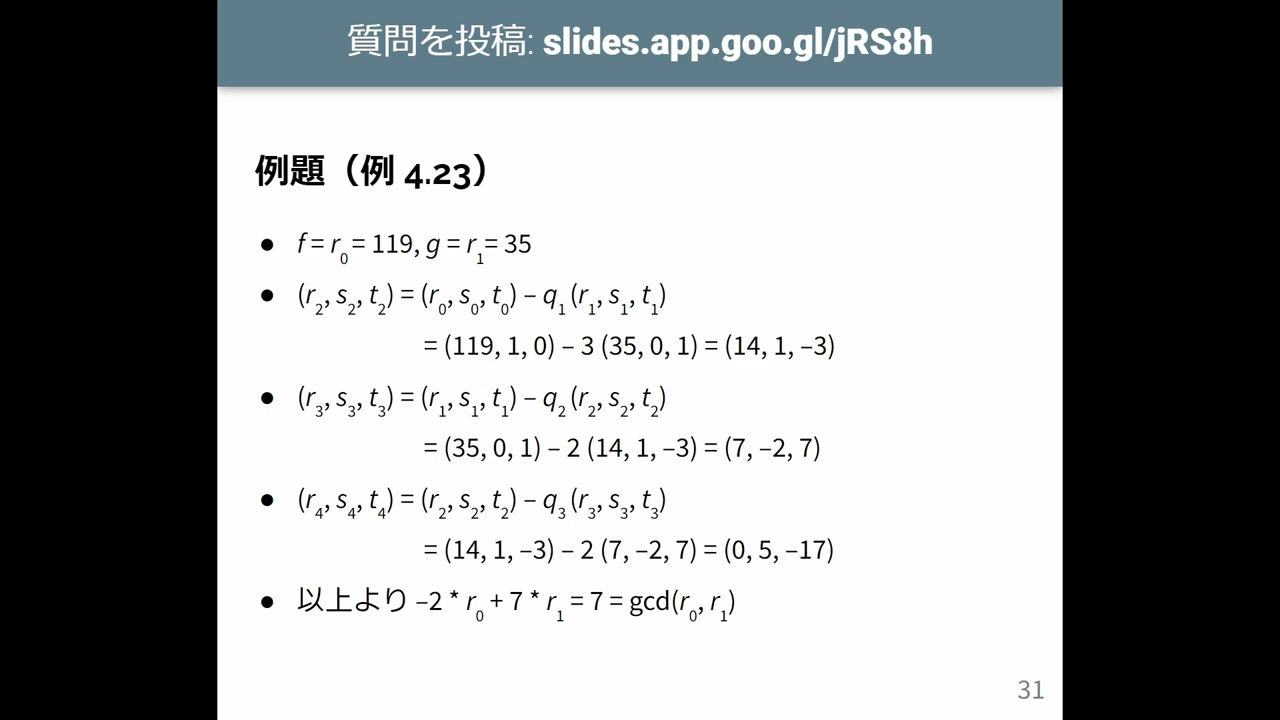 質問を投稿: slides.app.goo.gl/jRS8h
例題（例 4.23）
● f = r₀ = 119, g = r₁ = 35
● (r₂, s₂, t₂) = (r₀, s₀, t₀) – q₁ (r₁, s₁, t₁)
= (119, 1, 0) – 3 (35, 0, 1) = (14, 1, –3)
● (r₃, s₃, t₃) = (r₁, s₁, t₁) – q₂ (r₂, s₂, t₂)
= (35, 0, 1) – 2 (14, 1, –3) = (7, –2, 7)
● (r₄, s₄, t₄) = (r₂, s₂, t₂) – q₃ (r₃, s₃, t₃)
= (14, 1, –3) – 2 (7, –2, 7) = (0, 5, –17)
● 以上より –2 * r₀ + 7 * r₁ = 7 = gcd(r₀, r₁)
31